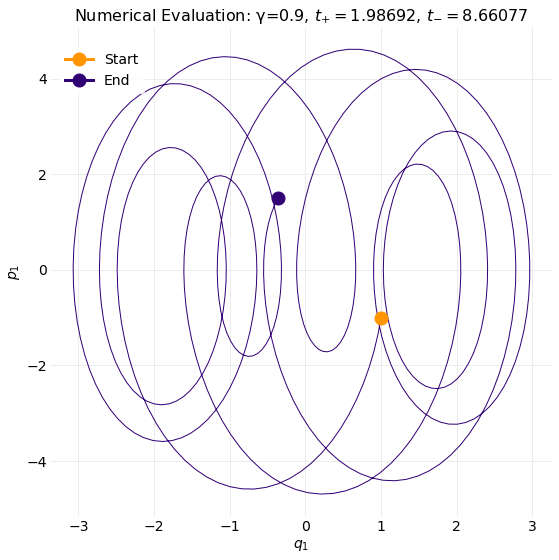 Numerical Evaluation: γ=0.9, t₊ = 1.98692, t₋ = 8.66077
Start
End
4
2
0
−2
−4
p₁
−3 −2 −1 0 1 2 3
q₁